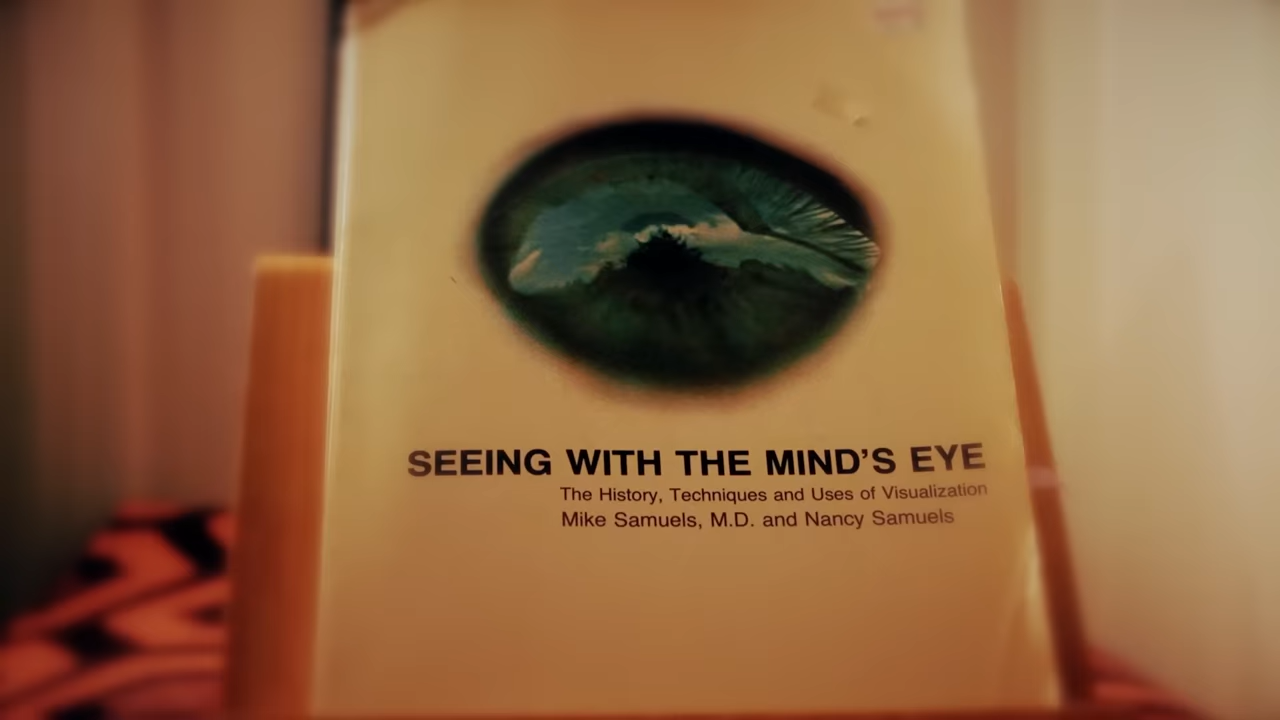 SEEING WITH THE MIND'S EYE
The History, Techniques and Uses of Visualization
Mike Samuels, M.D. and Nancy Samuels